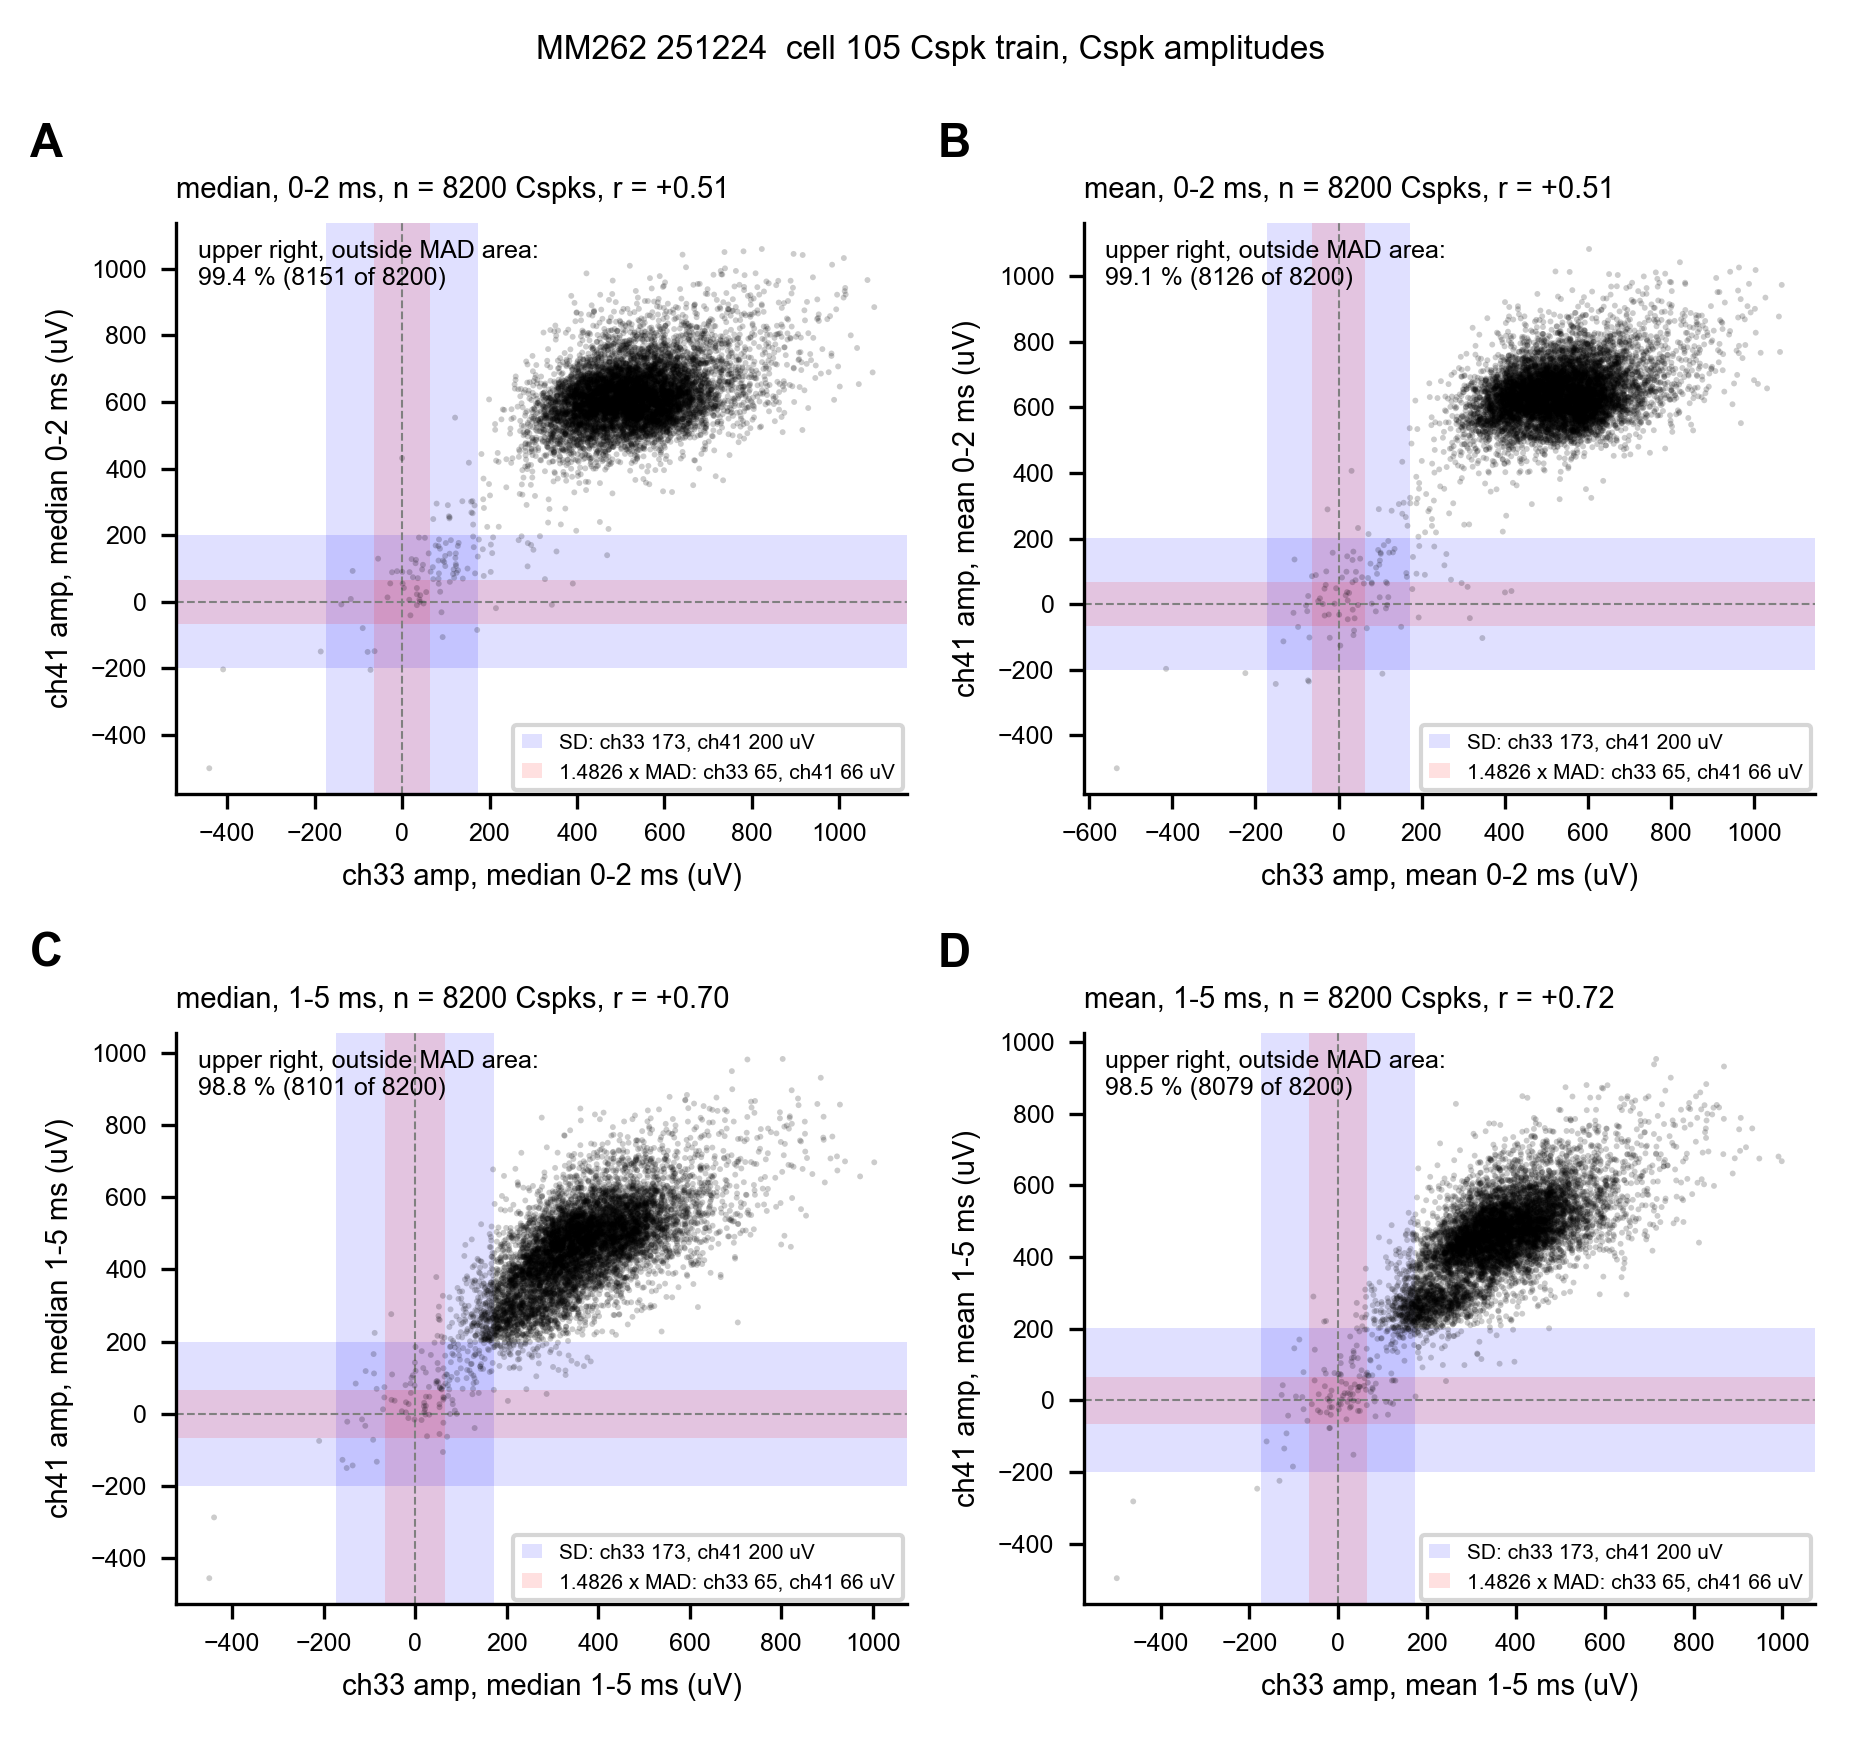 MM262 251224  cell 105 Cspk train, Cspk amplitudes
A
median, 0-2 ms, n = 8200 Cspks, r = +0.51
upper right, outside MAD area:
99.4 % (8151 of 8200)
1000
800
600
400
200
0
−200
−400
ch41 amp, median 0-2 ms (uV)
SD: ch33 173, ch41 200 uV
1.4826 x MAD: ch33 65, ch41 66 uV
−400 −200 0 200 400 600 800 1000
ch33 amp, median 0-2 ms (uV)
B
mean, 0-2 ms, n = 8200 Cspks, r = +0.51
upper right, outside MAD area:
99.1 % (8126 of 8200)
1000
800
600
400
200
0
−200
−400
ch41 amp, mean 0-2 ms (uV)
SD: ch33 173, ch41 200 uV
1.4826 x MAD: ch33 65, ch41 66 uV
−600 −400 −200 0 200 400 600 800 1000
ch33 amp, mean 0-2 ms (uV)
C
median, 1-5 ms, n = 8200 Cspks, r = +0.70
upper right, outside MAD area:
98.8 % (8101 of 8200)
1000
800
600
400
200
0
−200
−400
ch41 amp, median 1-5 ms (uV)
SD: ch33 173, ch41 200 uV
1.4826 x MAD: ch33 65, ch41 66 uV
−400 −200 0 200 400 600 800 1000
ch33 amp, median 1-5 ms (uV)
D
mean, 1-5 ms, n = 8200 Cspks, r = +0.72
upper right, outside MAD area:
98.5 % (8079 of 8200)
1000
800
600
400
200
0
−200
−400
ch41 amp, mean 1-5 ms (uV)
SD: ch33 173, ch41 200 uV
1.4826 x MAD: ch33 65, ch41 66 uV
−400 −200 0 200 400 600 800 1000
ch33 amp, mean 1-5 ms (uV)